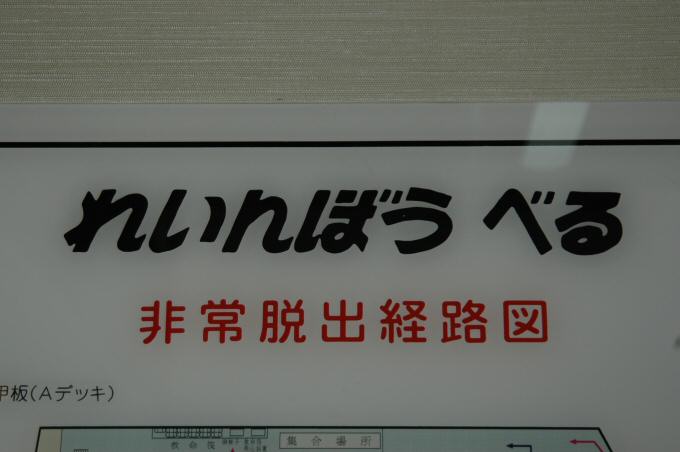 れいんぼう べる
非常脱出経路図
甲板(Aデッキ)
集合場所